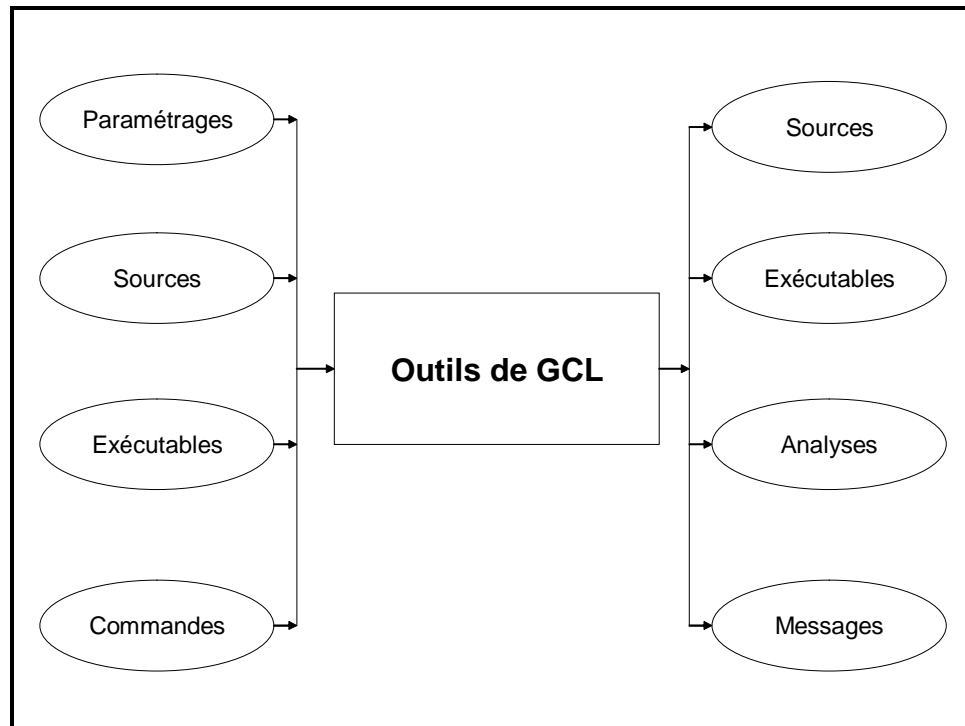 Paramétrages
Sources
Exécutables
Commandes
Outils de GCL
Sources
Exécutables
Analyses
Messages